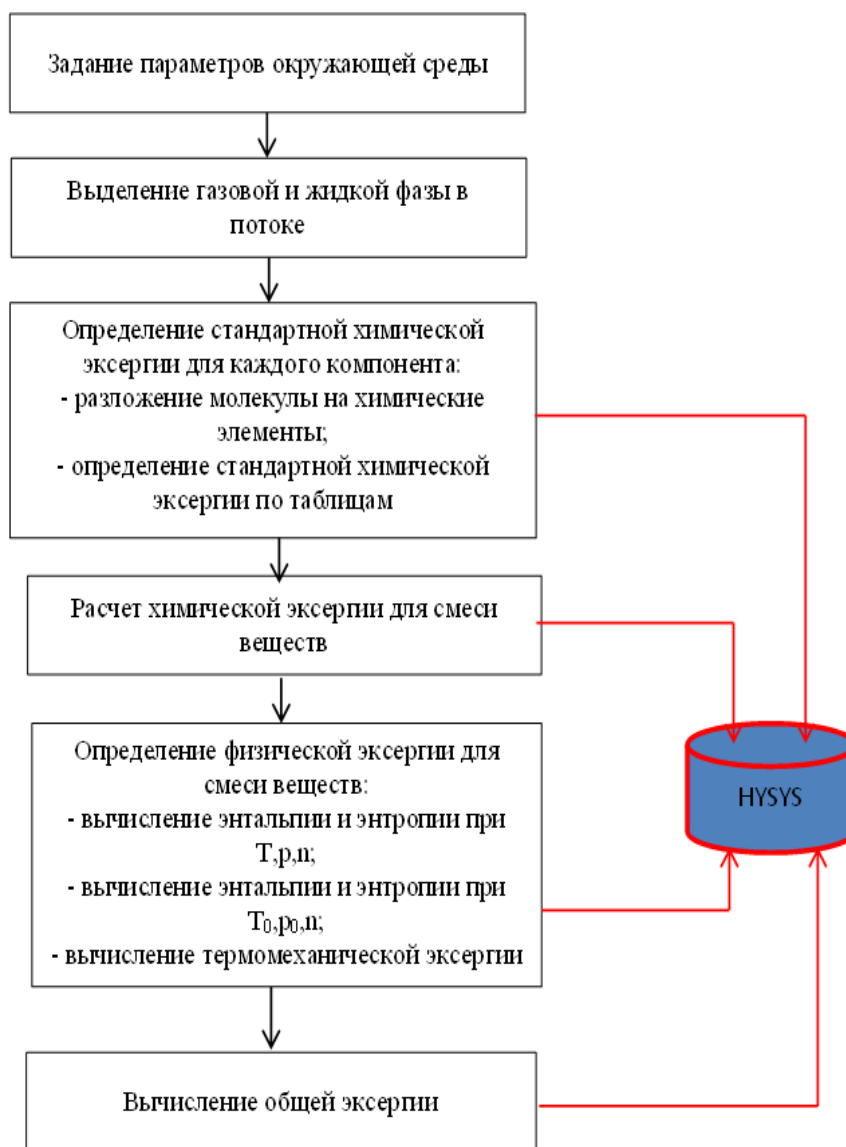 Задание параметров окружающей среды
Выделение газовой и жидкой фазы в
потоке
Определение стандартной химической
эксергии для каждого компонента:
- разложение молекулы на химические
элементы;
- определение стандартной химической
эксергии по таблицам
Расчет химической эксергии для смеси
веществ
Определение физической эксергии для
смеси веществ:
- вычисление энтальпии и энтропии при
T,p,n;
- вычисление энтальпии и энтропии при
T₀,p₀,n;
- вычисление термомеханической эксергии
HYSYS
Вычисление общей эксергии